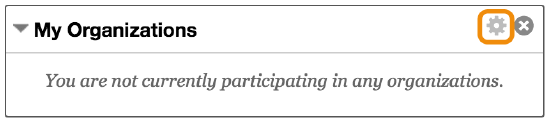 My Organizations
You are not currently participating in any organizations.